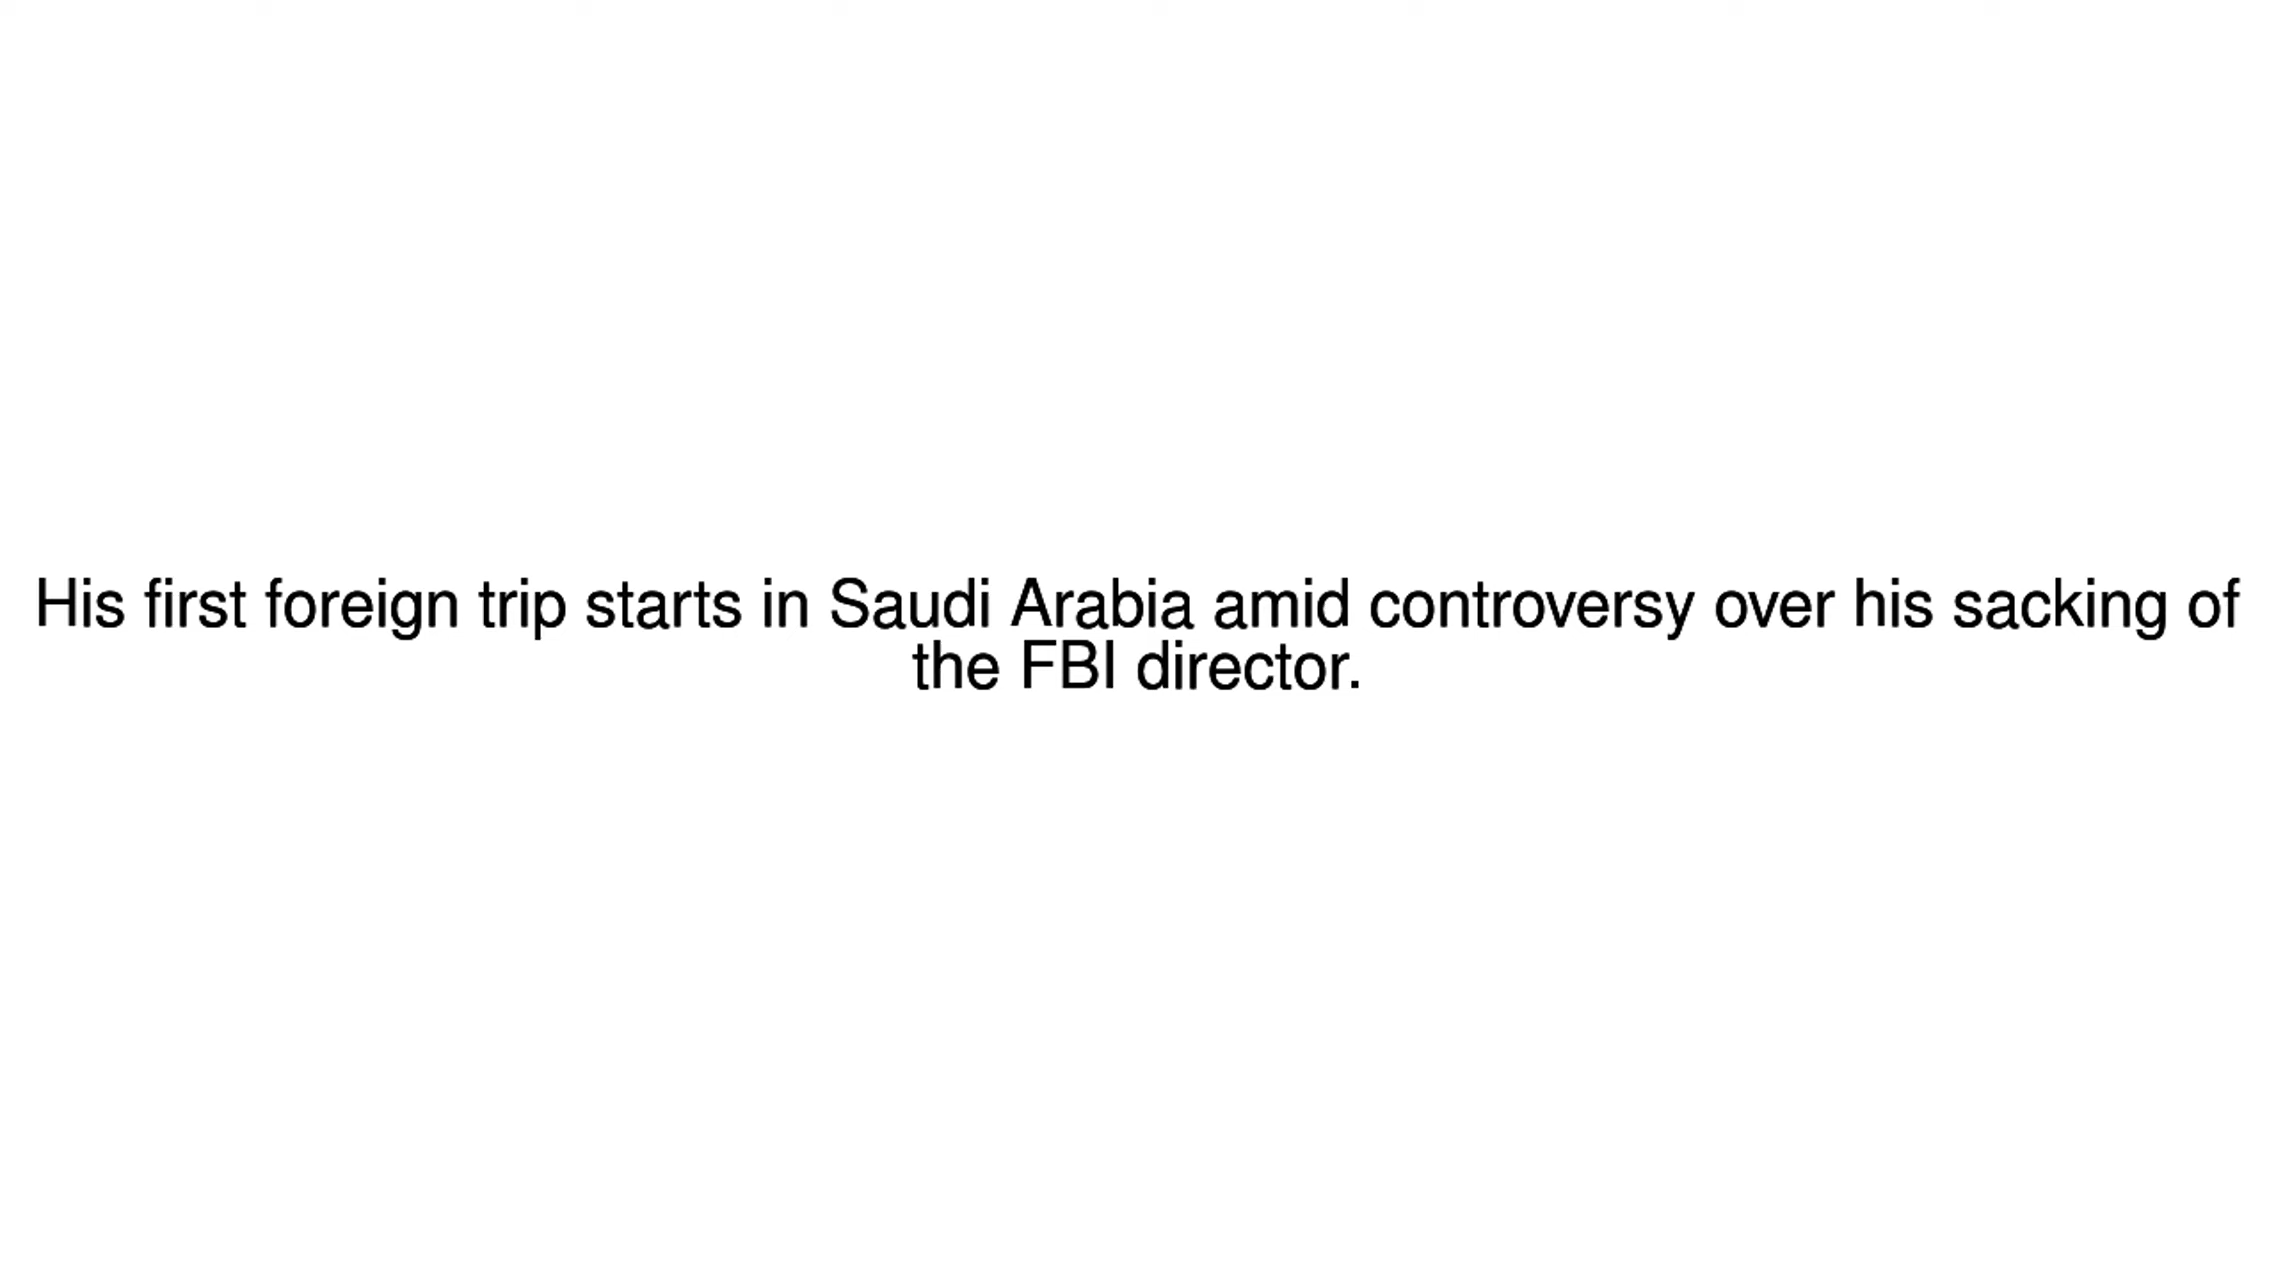 His first foreign trip starts in Saudi Arabia amid controversy over his sacking of
the FBI director.